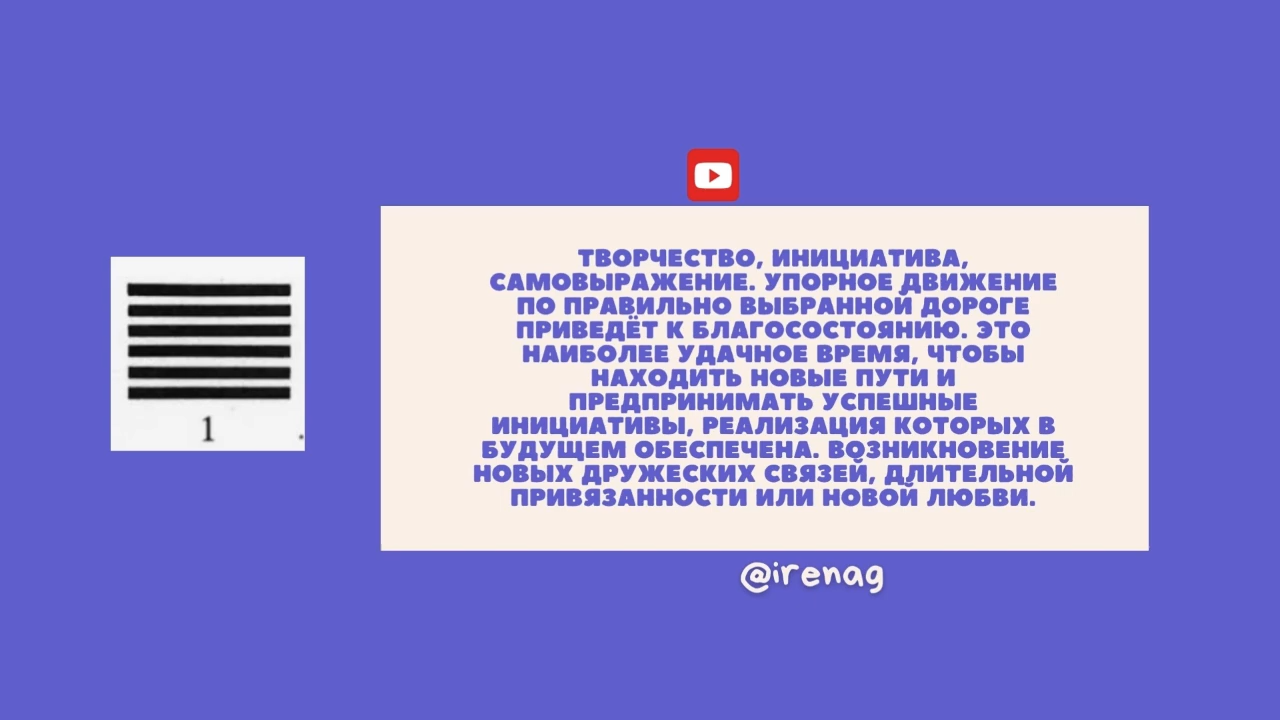 ТВОРЧЕСТВО, ИНИЦИАТИВА,
САМОВЫРАЖЕНИЕ. УПОРНОЕ ДВИЖЕНИЕ
ПО ПРАВИЛЬНО ВЫБРАННОЙ ДОРОГЕ
ПРИВЕДЁТ К БЛАГОСОСТОЯНИЮ. ЭТО
НАИБОЛЕЕ УДАЧНОЕ ВРЕМЯ, ЧТОБЫ
НАХОДИТЬ НОВЫЕ ПУТИ И
ПРЕДПРИНИМАТЬ УСПЕШНЫЕ
ИНИЦИАТИВЫ, РЕАЛИЗАЦИЯ КОТОРЫХ В
БУДУЩЕМ ОБЕСПЕЧЕНА. ВОЗНИКНОВЕНИЕ
НОВЫХ ДРУЖЕСКИХ СВЯЗЕЙ, ДЛИТЕЛЬНОЙ
ПРИВЯЗАННОСТИ ИЛИ НОВОЙ ЛЮБВИ.
1
@irenag